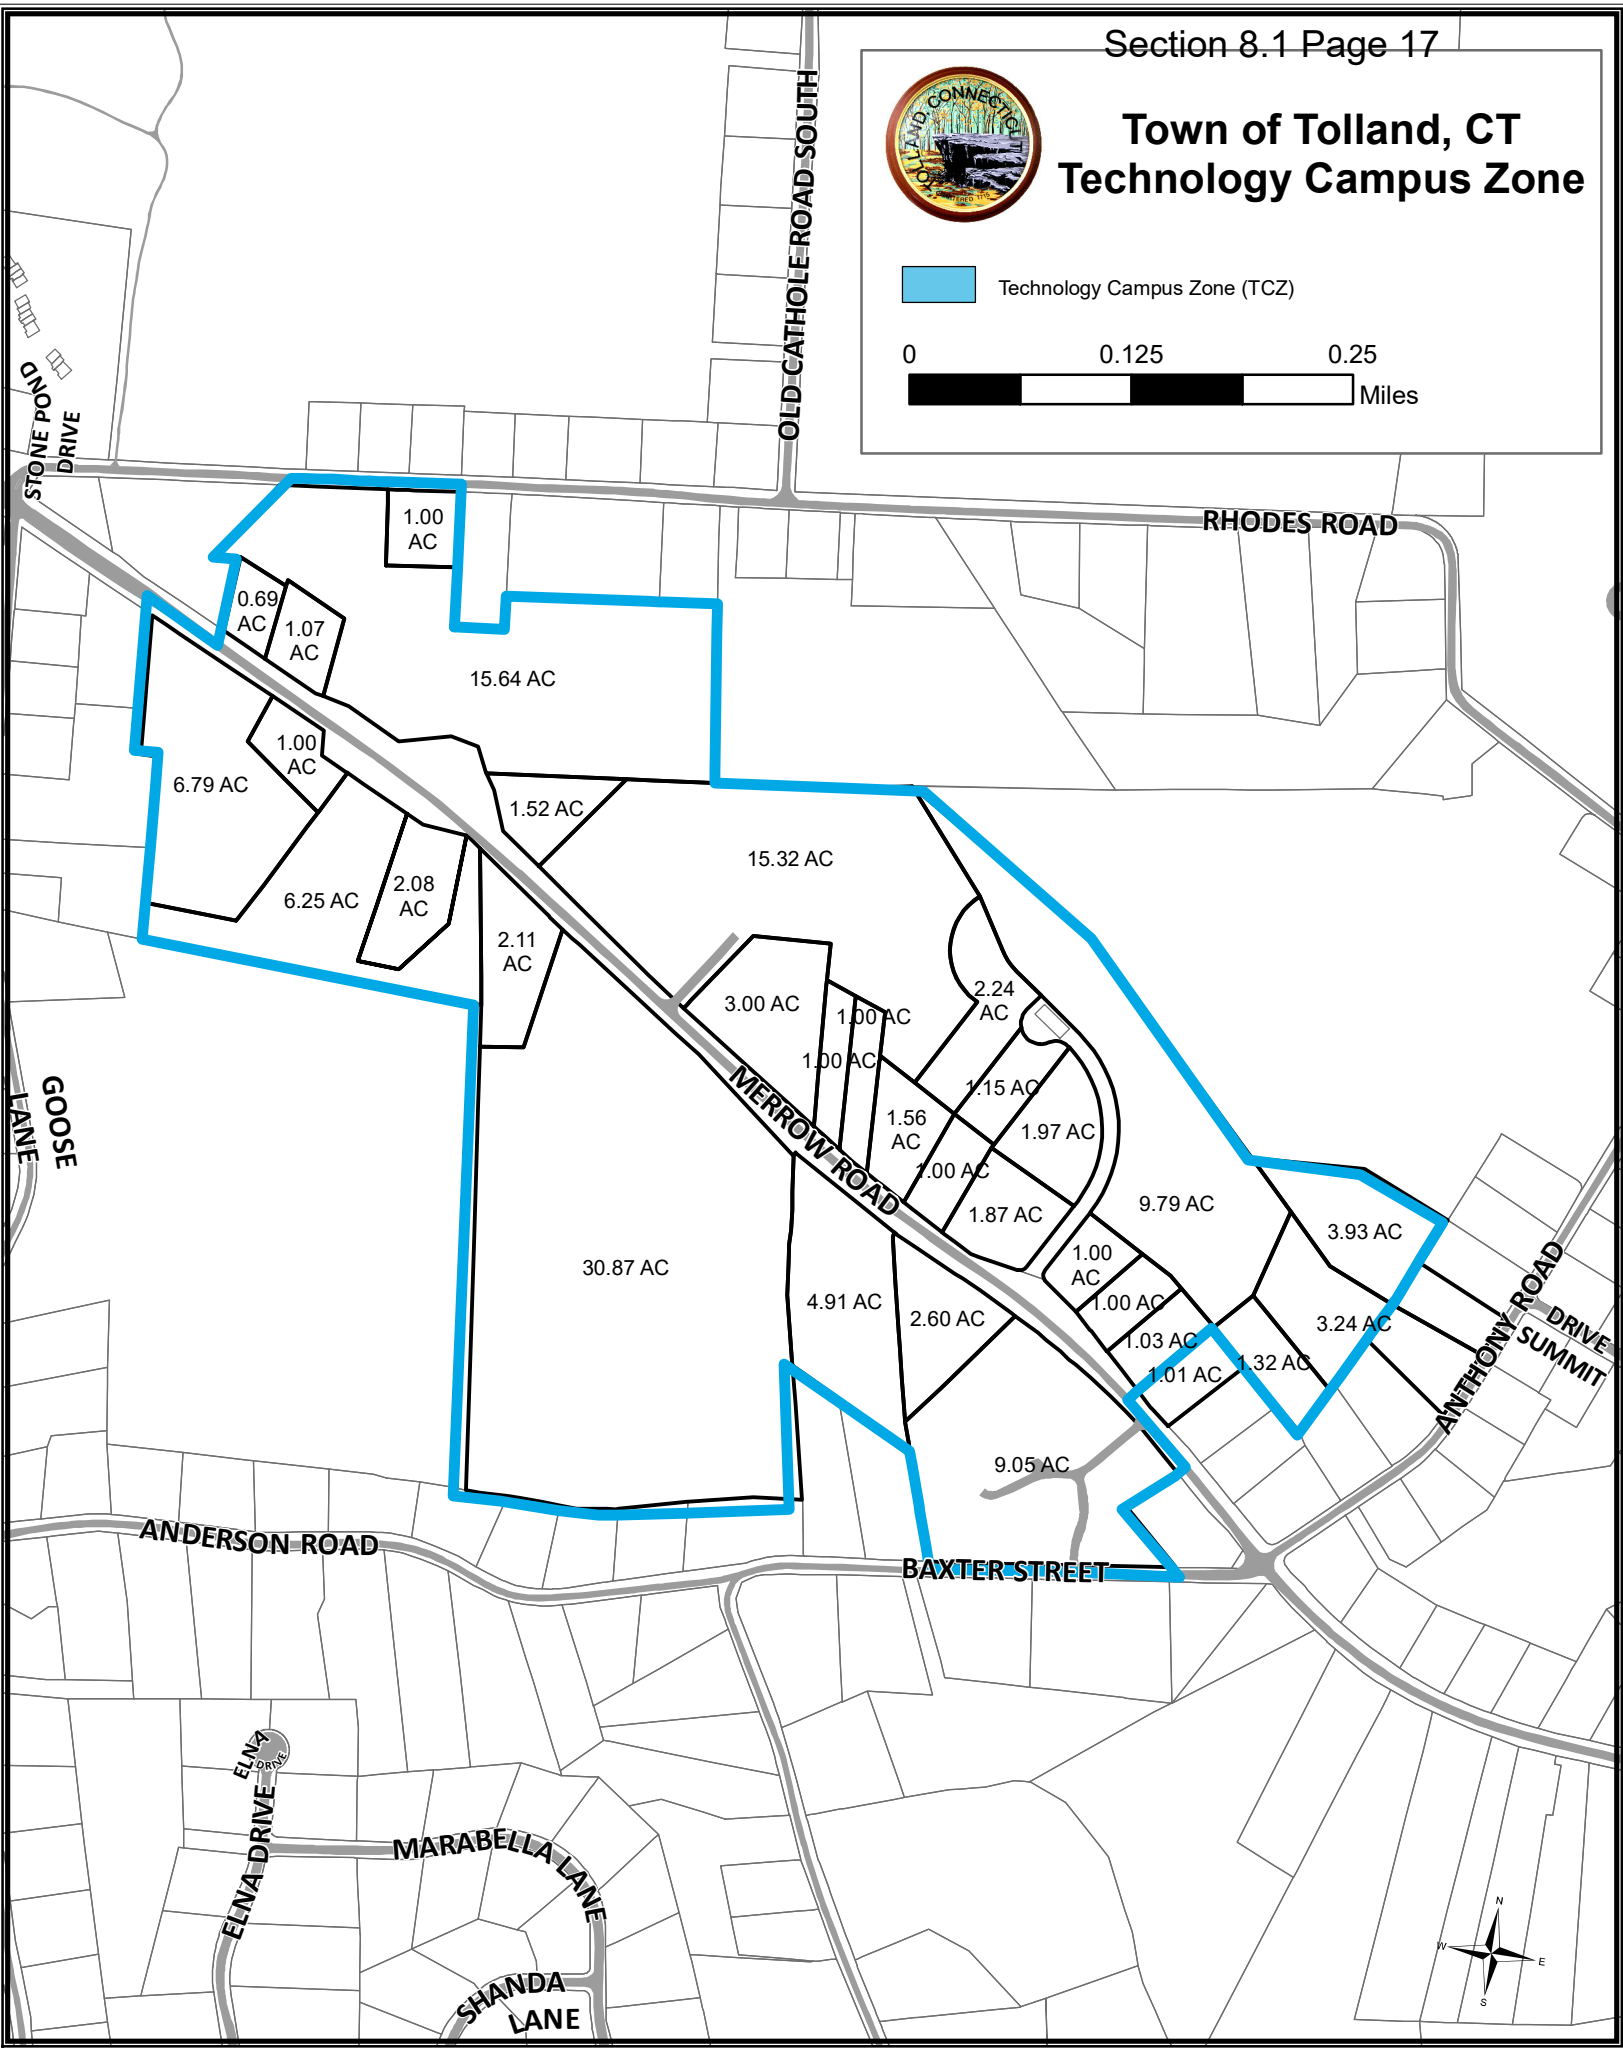 Section 8.1 Page 17
TOLLAND, CONNECTICUT
Town of Tolland, CT
Technology Campus Zone
Technology Campus Zone (TCZ)
0 0.125 0.25
Miles
OLD CATHOLE ROAD SOUTH
STONE POND
DRIVE
RHODES ROAD
1.00
AC
0.69
AC
1.07
AC
15.64 AC
1.00
AC
6.79 AC
1.52 AC
15.32 AC
6.25 AC
2.08
AC
2.11
AC
3.00 AC
1.00 AC
1.00 AC
2.24
AC
1.15 AC
1.56
AC
1.97 AC
1.00 AC
1.87 AC
MERROW ROAD
GOOSE
LANE
9.79 AC
3.93 AC
1.00
AC
1.00 AC
30.87 AC
4.91 AC
2.60 AC
1.03 AC
3.24 AC
1.01 AC
1.32 AC
ANTHONY ROAD
DRIVE
SUMMIT
9.05 AC
ANDERSON ROAD
BAXTER STREET
ELNA
DRIVE
ELNA DRIVE
MARABELLA LANE
SHANDA
LANE
N
W
E
S